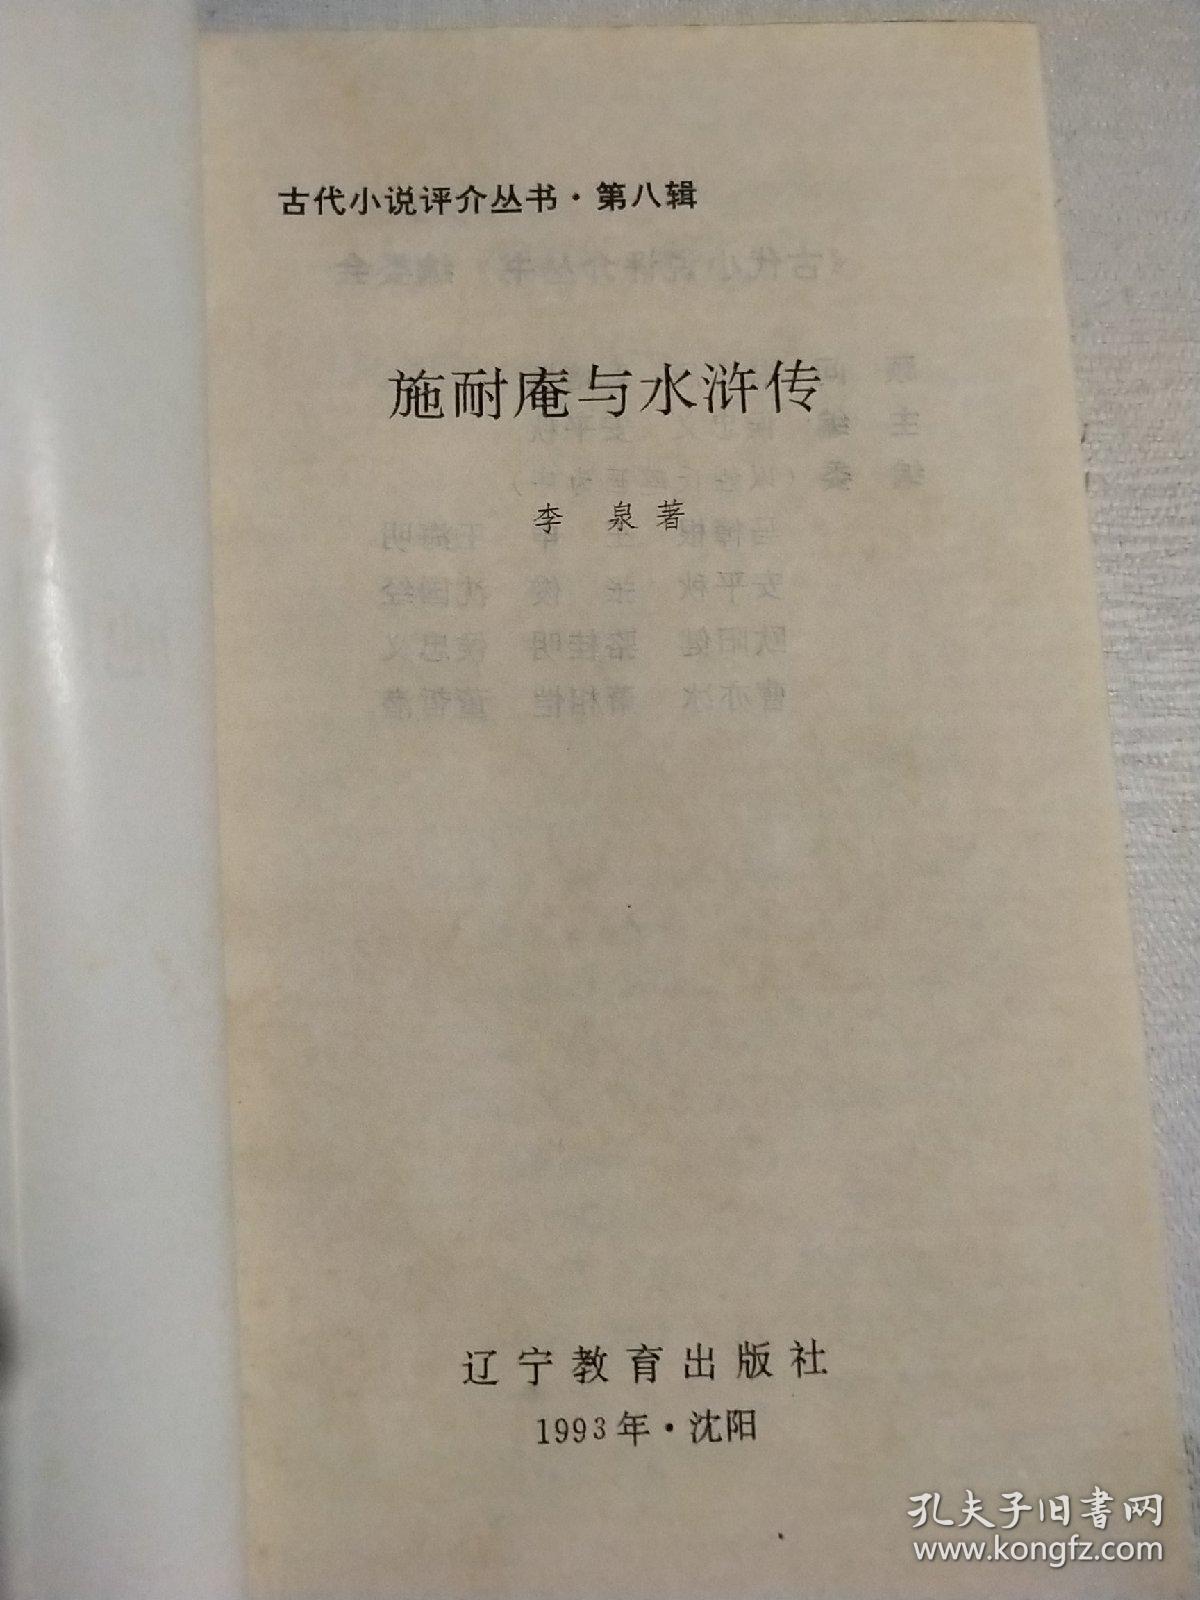 古代小说评介丛书·第八辑
施耐庵与水浒传
李 泉 著
辽宁教育出版社
1993年·沈阳
孔夫子旧书网
www.kongfz.com